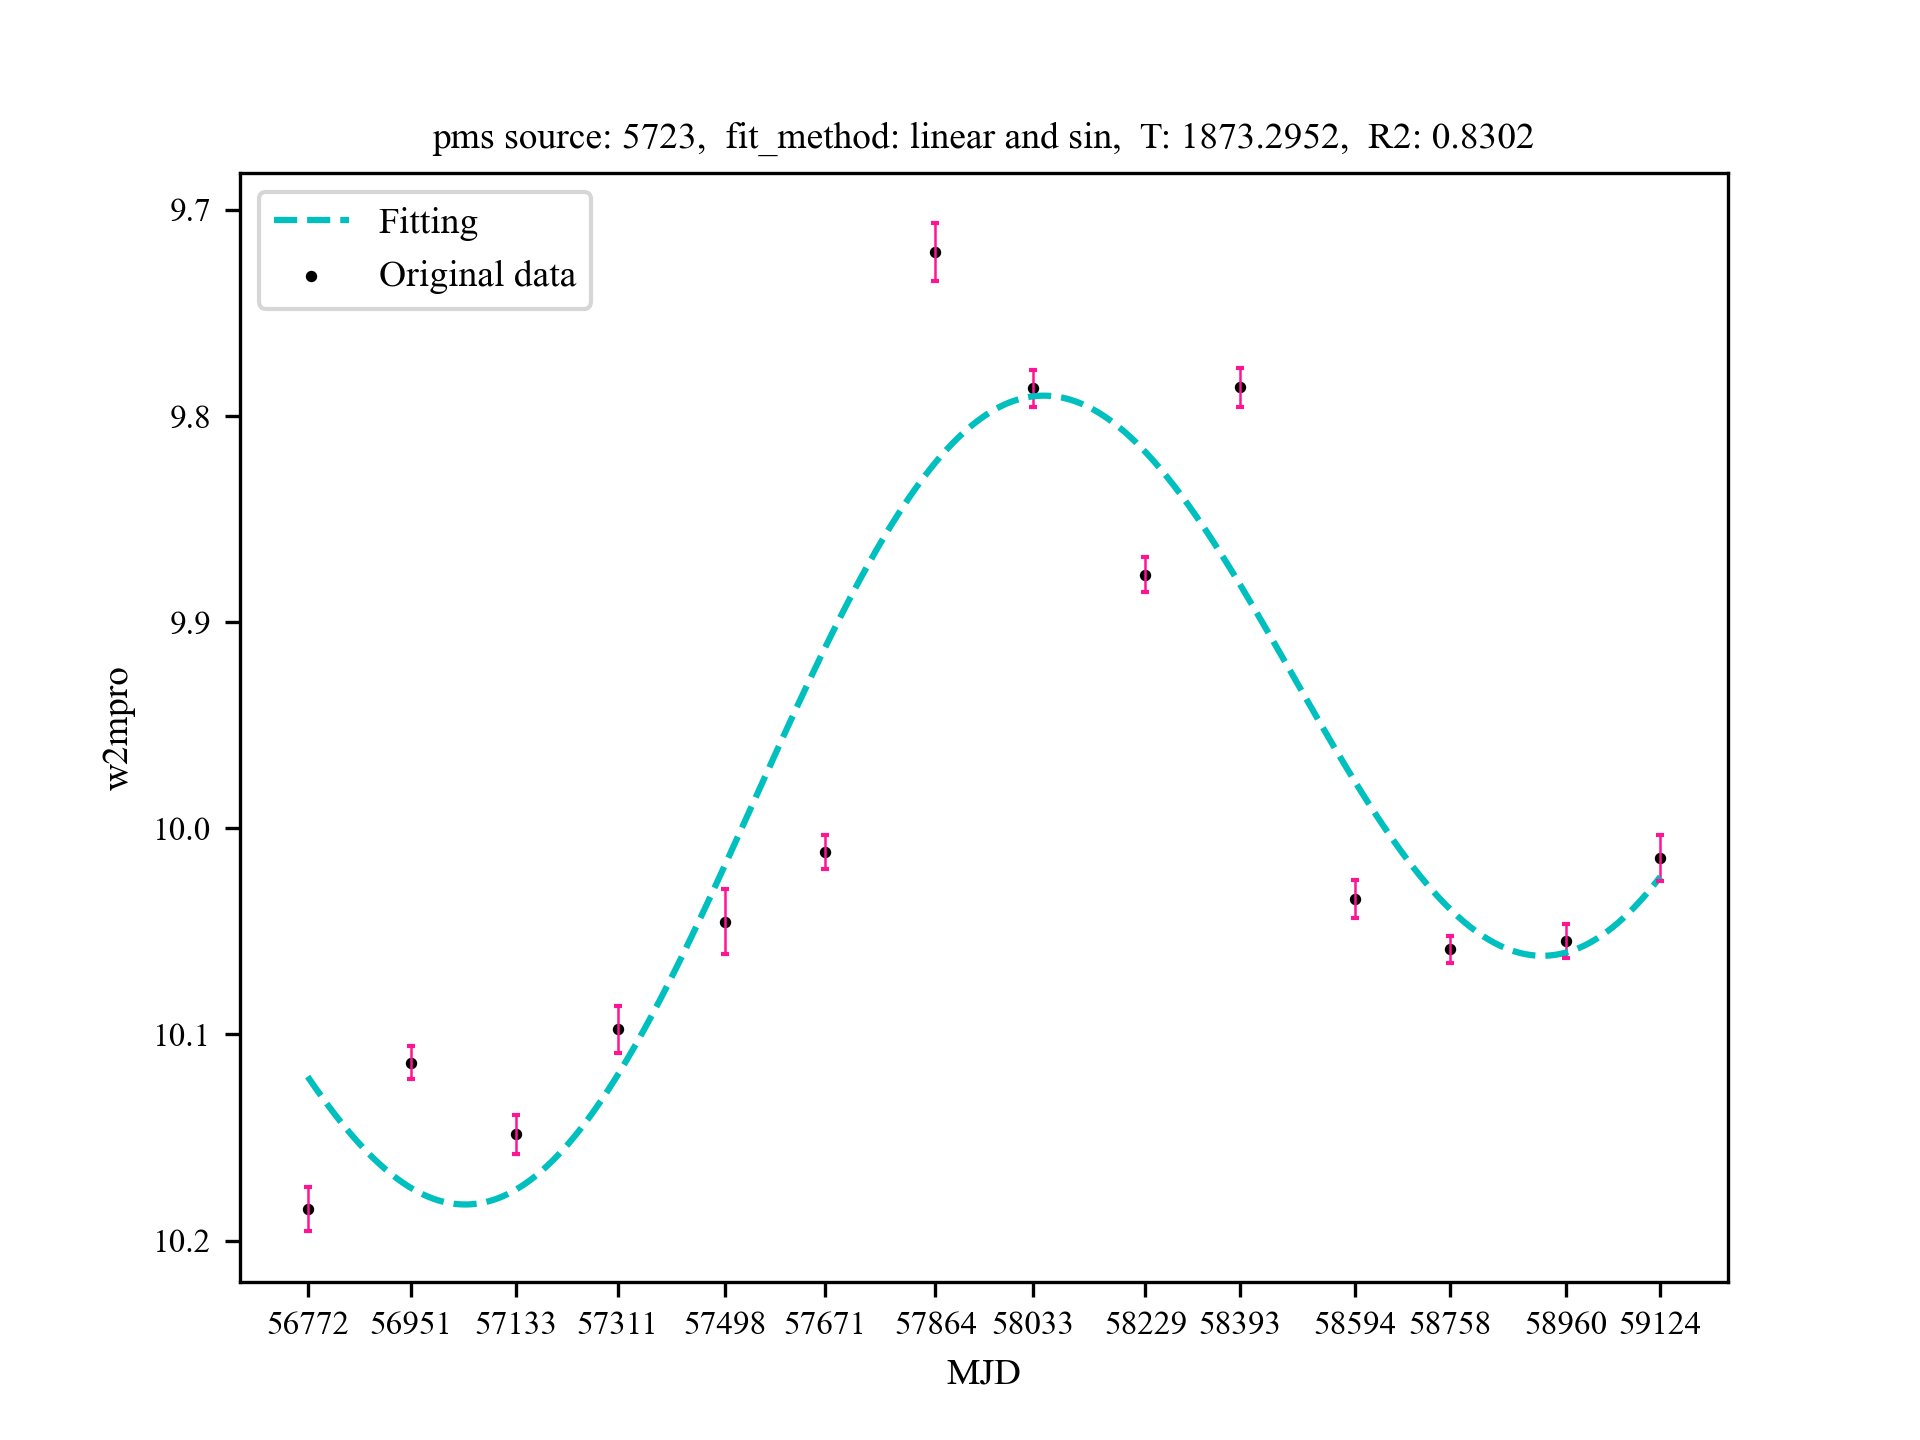 pms source: 5723, fit_method: linear and sin, T: 1873.2952, R2: 0.8302
Fitting
Original data
9.7
9.8
9.9
10.0
10.1
10.2
w2mpro
56772 56951 57133 57311 57498 57671 57864 58033 58229 58393 58594 58758 58960 59124
MJD